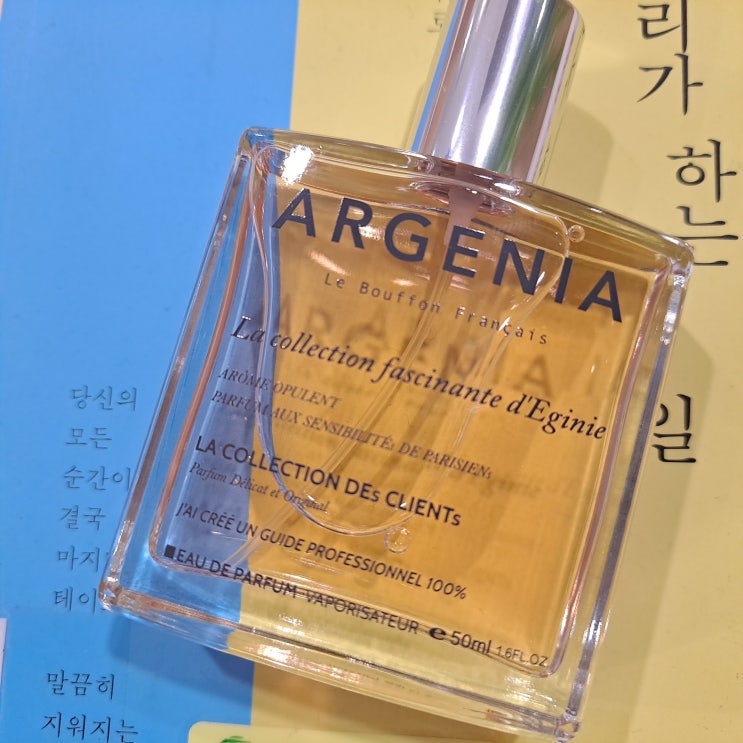 리가 하는 일
ARGENIA
Le Bouffon Français
La collection fascinante d'Eginie
ARÔME OPULENT
PARFUM AUX SENSIBILITÉs DE PARISIENs
LA COLLECTION DEs CLIENTs
Parfum Délicat et Original
J'AI CRÉÉ UN GUIDE PROFESSIONNEL 100%
■EAU DE PARFUM VAPORISATEUR ℮50ml 1.6FL.OZ
당신의
모든
순간이
결국
마지
테이
말끔히
지워지는